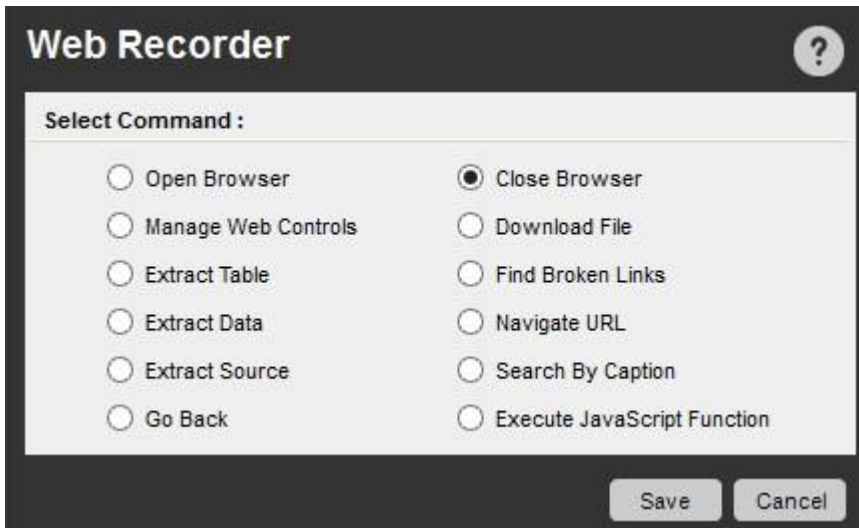 Web Recorder
?
Select Command :
Open Browser
Close Browser
Manage Web Controls
Download File
Extract Table
Find Broken Links
Extract Data
Navigate URL
Extract Source
Search By Caption
Go Back
Execute JavaScript Function
Save
Cancel